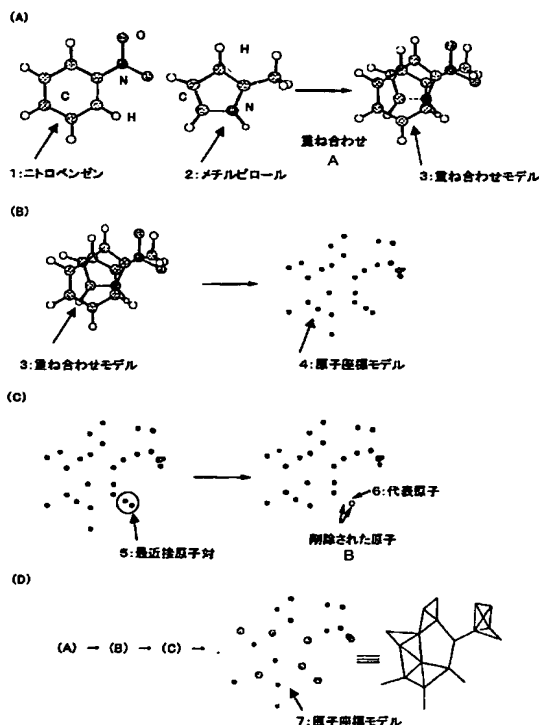 (A)
O
N
C
H
1:ニトロベンゼン
H
C
N
2:メチルピロール
重ね合わせ
A
3:重ね合わせモデル
(B)
3:重ね合わせモデル
4:原子座標モデル
(C)
5:最近接原子対
6:代表原子
削除された原子
B
(D)
(A) → (B) → (C) →
7:原子座標モデル